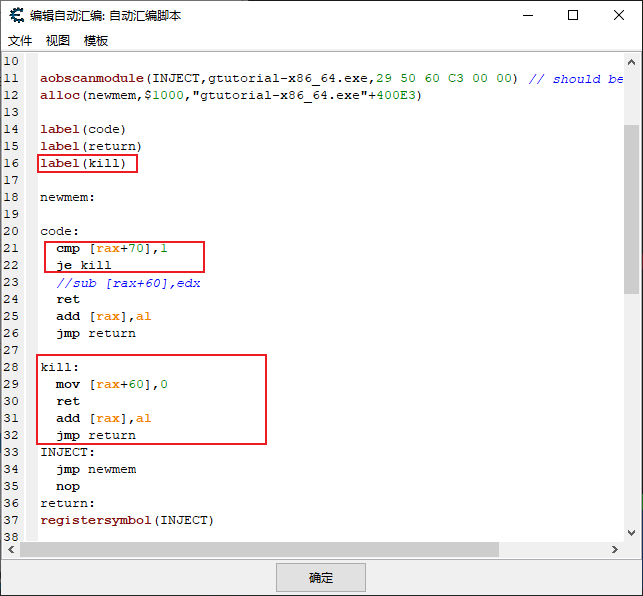 编辑自动汇编: 自动汇编脚本
文件 视图 模板
10
11 aobscanmodule(INJECT,gtutorial-x86_64.exe,29 50 60 C3 00 00) // should be
12 alloc(newmem,$1000,"gtutorial-x86_64.exe"+400E3)
13
14 label(code)
15 label(return)
16 label(kill)
17
18 newmem:
19
20 code:
21 cmp [rax+70],1
22 je kill
23 //sub [rax+60],edx
24 ret
25 add [rax],al
26 jmp return
27
28 kill:
29 mov [rax+60],0
30 ret
31 add [rax],al
32 jmp return
33 INJECT:
34 jmp newmem
35 nop
36 return:
37 registersymbol(INJECT)
38
确定